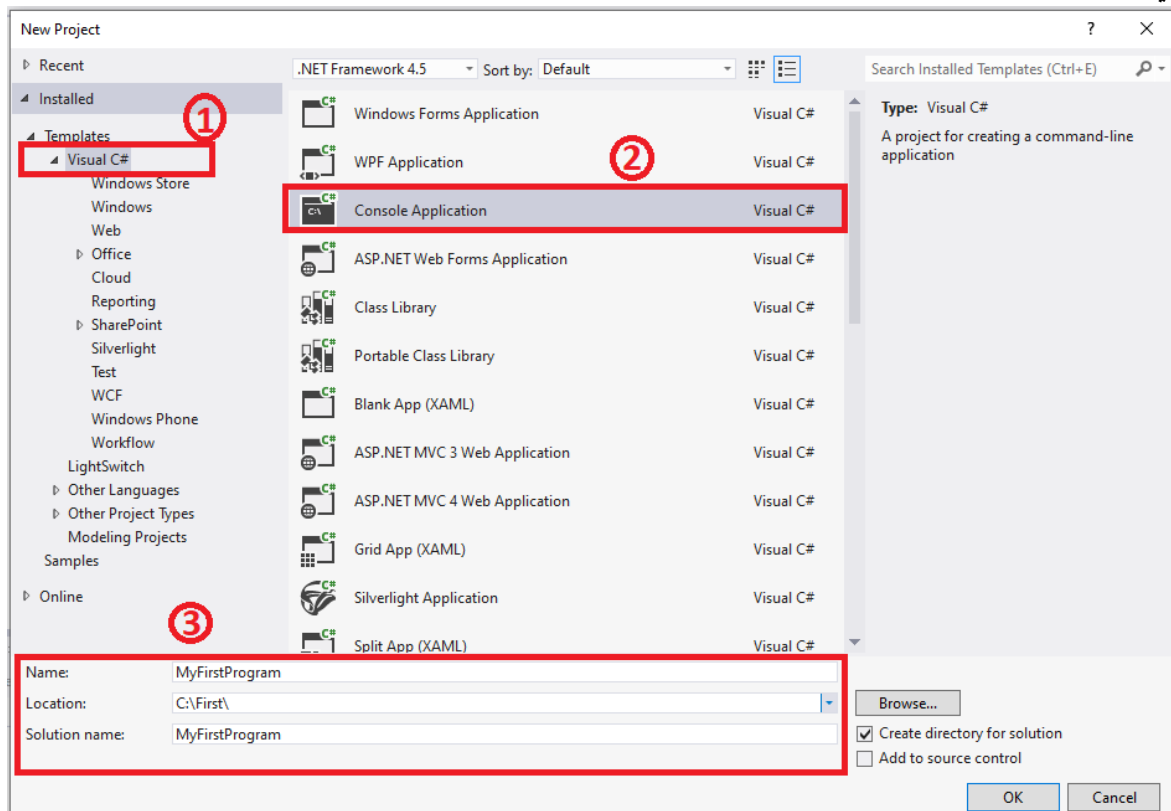 New Project ?
Recent
.NET Framework 4.5 Sort by: Default
Search Installed Templates (Ctrl+E)
Installed
1
Templates
Visual C#
Windows Store
Windows
Web
Office
Cloud
Reporting
SharePoint
Silverlight
Test
WCF
Windows Phone
Workflow
LightSwitch
Other Languages
Other Project Types
Modeling Projects
Samples
Online
2
C# Windows Forms Application Visual C#
C# WPF Application Visual C#
C# C:\ Console Application Visual C#
C# ASP.NET Web Forms Application Visual C#
C# Class Library Visual C#
C# Portable Class Library Visual C#
C# Blank App (XAML) Visual C#
C# ASP.NET MVC 3 Web Application Visual C#
C# ASP.NET MVC 4 Web Application Visual C#
C# Grid App (XAML) Visual C#
C# Silverlight Application Visual C#
C# Split App (XAML) Visual C#
Type: Visual C#
A project for creating a command-line
application
3
Name: MyFirstProgram
Location: C:\First\
Solution name: MyFirstProgram
Browse...
Create directory for solution
Add to source control
OK Cancel